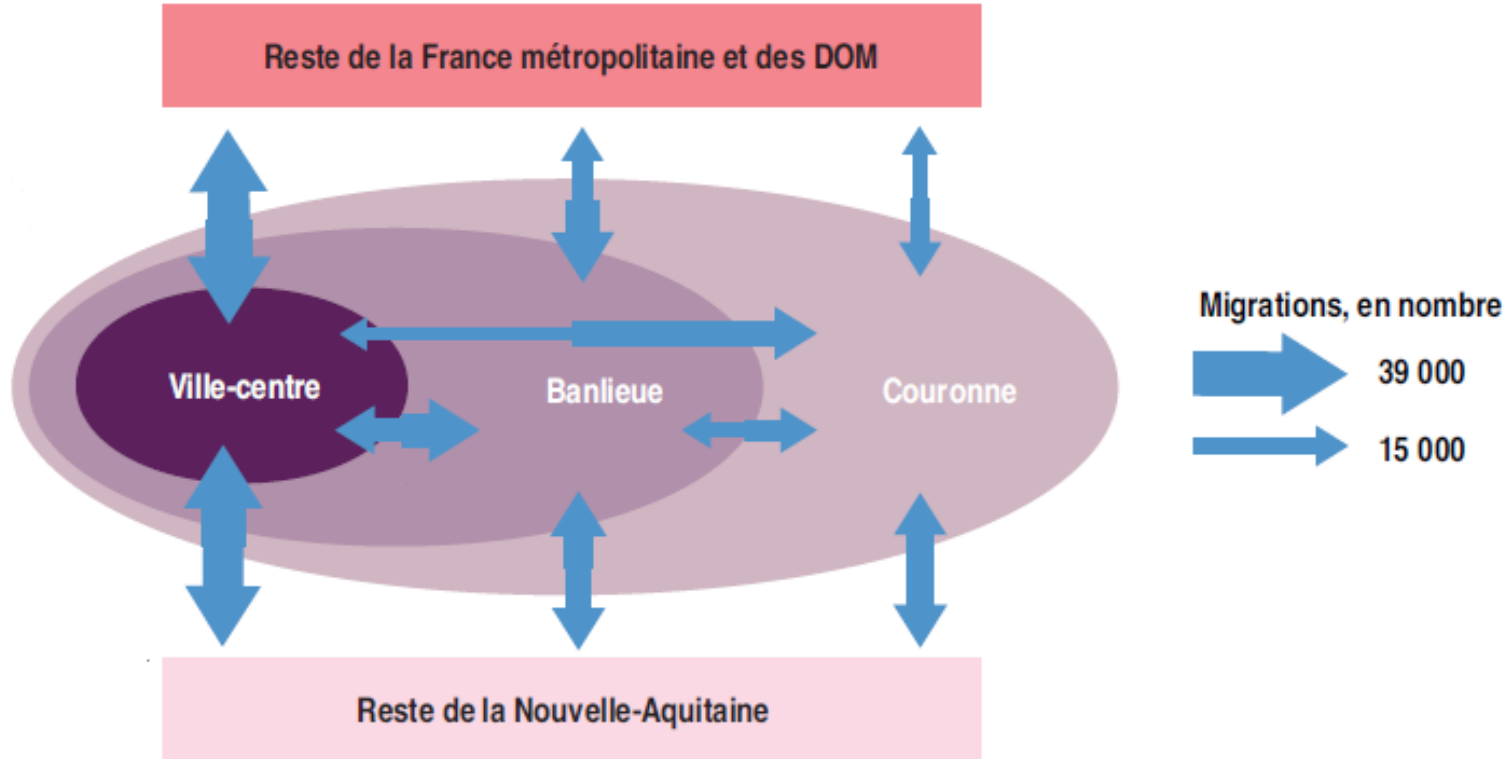 Reste de la France métropolitaine et des DOM
Migrations, en nombre
39 000
Ville-centre
Banlieue
Couronne
15 000
Reste de la Nouvelle-Aquitaine